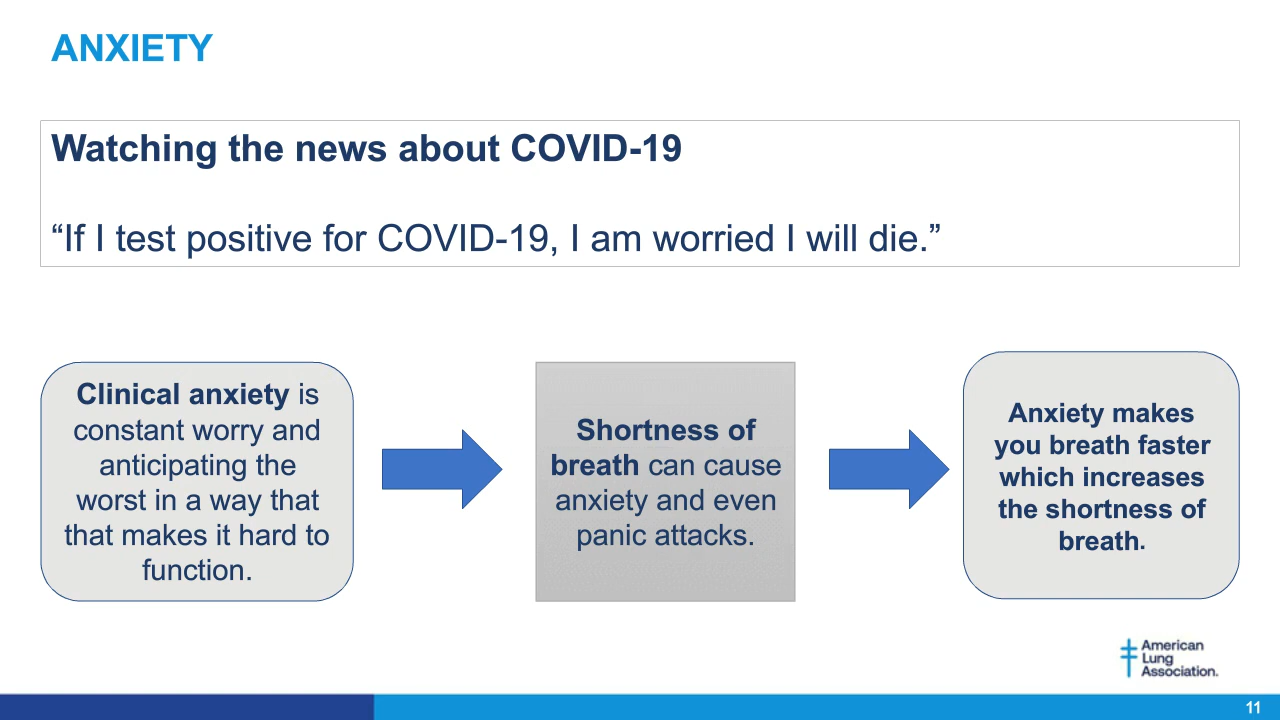 ANXIETY
Watching the news about COVID-19
“If I test positive for COVID-19, I am worried I will die.”
Clinical anxiety is
constant worry and
anticipating the
worst in a way that
that makes it hard to
function.
Shortness of
breath can cause
anxiety and even
panic attacks.
Anxiety makes
you breath faster
which increases
the shortness of
breath.
American
Lung
Association.
11